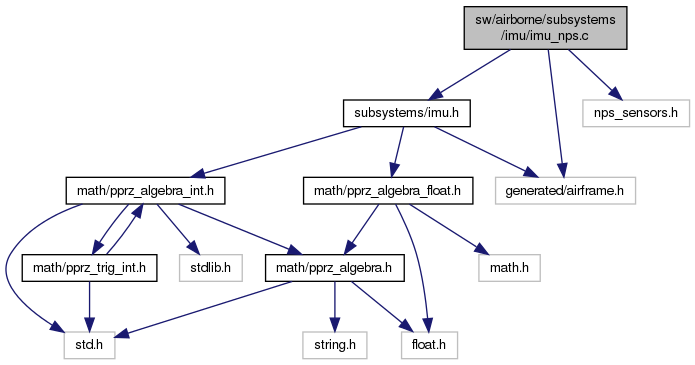 sw/airborne/subsystems
/imu/imu_nps.c
subsystems/imu.h
nps_sensors.h
math/pprz_algebra_int.h
math/pprz_algebra_float.h
generated/airframe.h
math/pprz_trig_int.h
stdlib.h
math/pprz_algebra.h
math.h
std.h
string.h
float.h